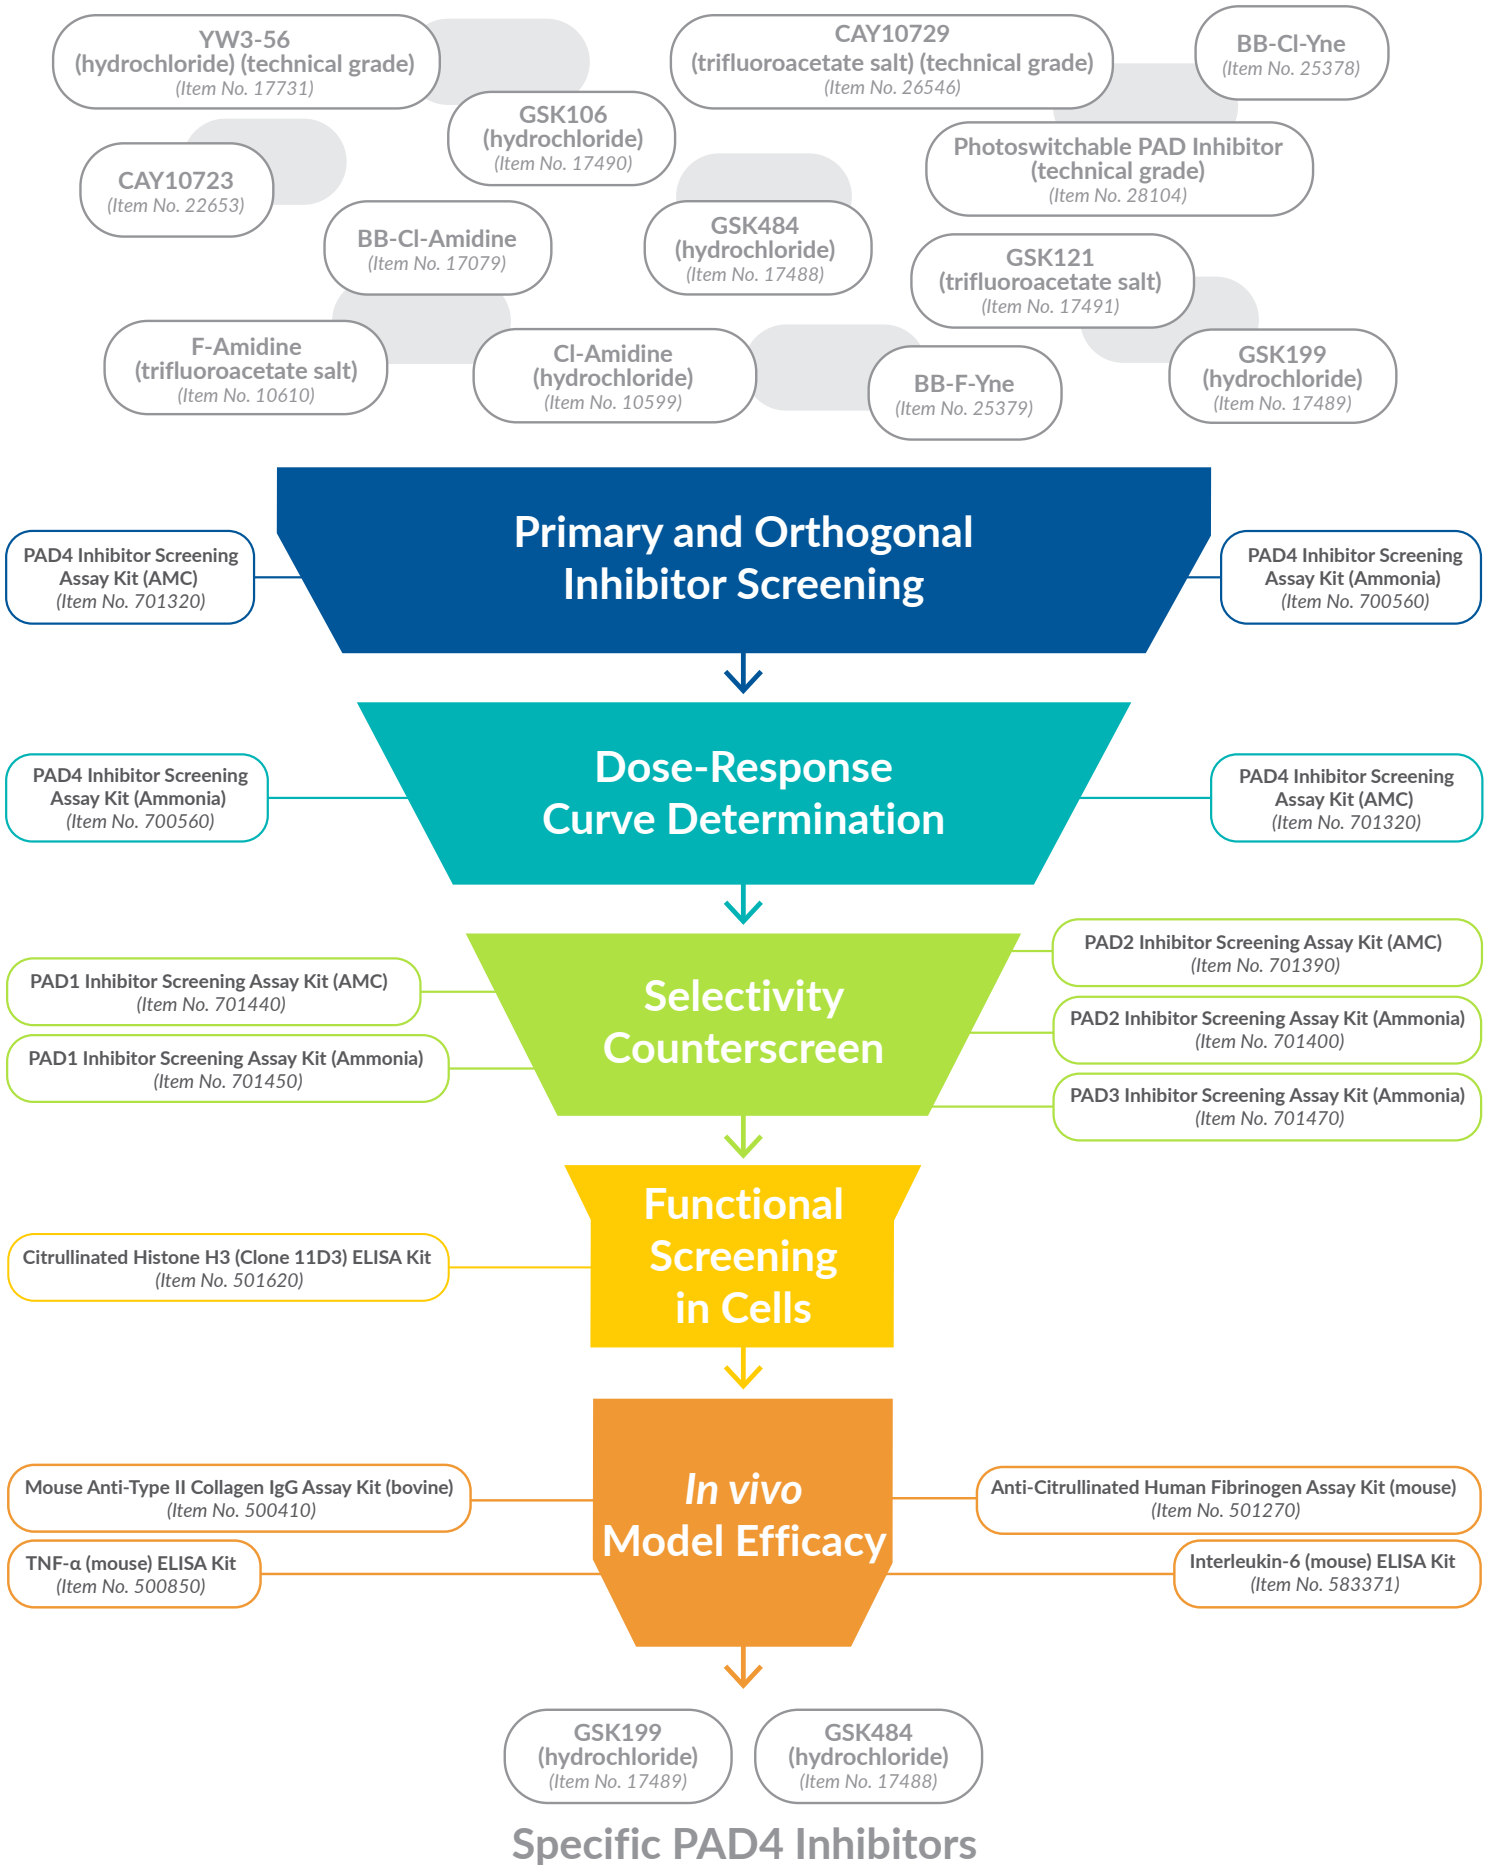 YW3-56
(hydrochloride) (technical grade)
(Item No. 17731)
CAY10729
(trifluoroacetate salt) (technical grade)
(Item No. 26546)
BB-Cl-Yne
(Item No. 25378)
GSK106
(hydrochloride)
(Item No. 17490)
Photoswitchable PAD Inhibitor
(technical grade)
(Item No. 28104)
CAY10723
(Item No. 22653)
BB-Cl-Amidine
(Item No. 17079)
GSK484
(hydrochloride)
(Item No. 17488)
GSK121
(trifluoroacetate salt)
(Item No. 17491)
F-Amidine
(trifluoroacetate salt)
(Item No. 10610)
Cl-Amidine
(hydrochloride)
(Item No. 10599)
BB-F-Yne
(Item No. 25379)
GSK199
(hydrochloride)
(Item No. 17489)
Primary and Orthogonal
Inhibitor Screening
PAD4 Inhibitor Screening
Assay Kit (AMC)
(Item No. 701320)
PAD4 Inhibitor Screening
Assay Kit (Ammonia)
(Item No. 700560)
Dose-Response
Curve Determination
PAD4 Inhibitor Screening
Assay Kit (Ammonia)
(Item No. 700560)
PAD4 Inhibitor Screening
Assay Kit (AMC)
(Item No. 701320)
Selectivity
Counterscreen
PAD1 Inhibitor Screening Assay Kit (AMC)
(Item No. 701440)
PAD1 Inhibitor Screening Assay Kit (Ammonia)
(Item No. 701450)
PAD2 Inhibitor Screening Assay Kit (AMC)
(Item No. 701390)
PAD2 Inhibitor Screening Assay Kit (Ammonia)
(Item No. 701400)
PAD3 Inhibitor Screening Assay Kit (Ammonia)
(Item No. 701470)
Functional
Screening
in Cells
Citrullinated Histone H3 (Clone 11D3) ELISA Kit
(Item No. 501620)
In vivo
Model Efficacy
Mouse Anti-Type II Collagen IgG Assay Kit (bovine)
(Item No. 500410)
TNF-α (mouse) ELISA Kit
(Item No. 500850)
Anti-Citrullinated Human Fibrinogen Assay Kit (mouse)
(Item No. 501270)
Interleukin-6 (mouse) ELISA Kit
(Item No. 583371)
GSK199
(hydrochloride)
(Item No. 17489)
GSK484
(hydrochloride)
(Item No. 17488)
Specific PAD4 Inhibitors